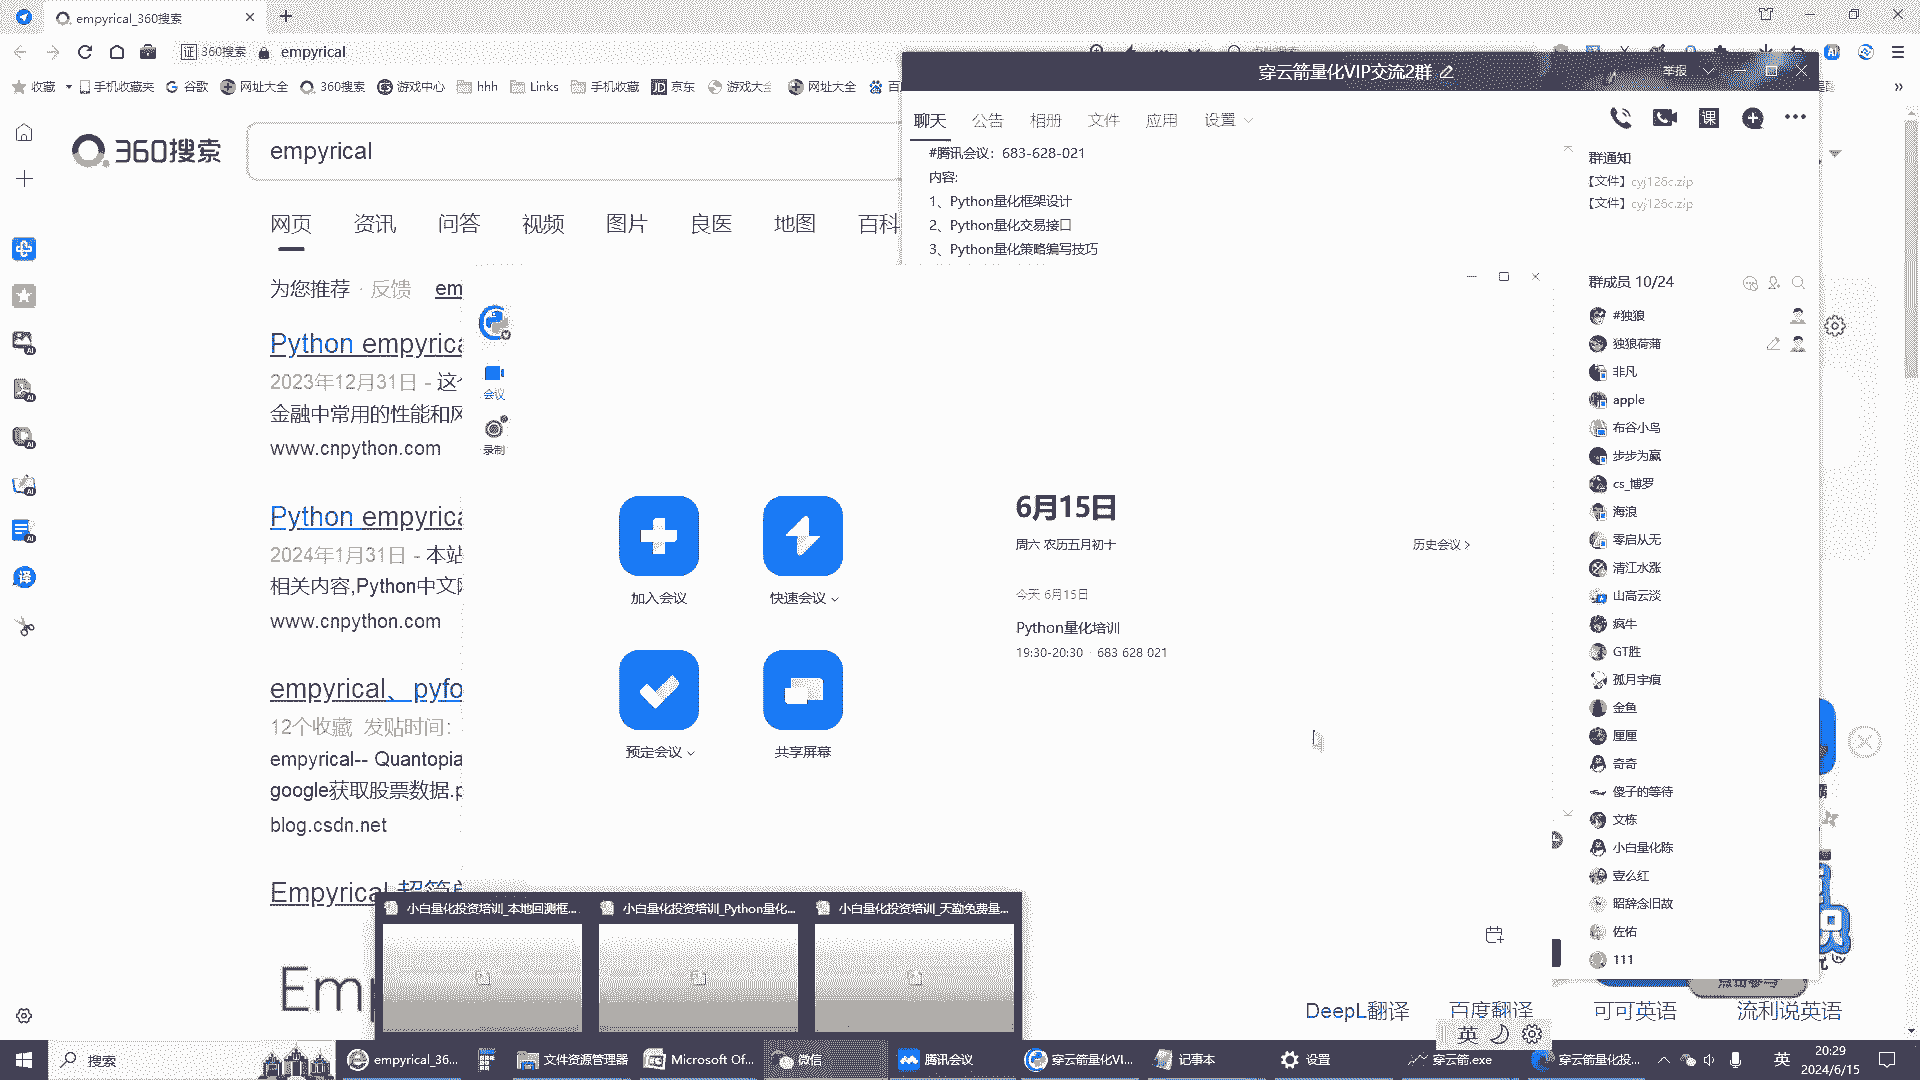 empyrical_360搜索
证 360搜索
empyrical
收藏
手机收藏夹
谷歌
网址大全
360搜索
游戏中心
hhh
Links
手机收藏
JD 京东
游戏大全
网址大全
360搜索
empyrical
网页
资讯
问答
视频
图片
良医
地图
百科
为您推荐 · 反馈
em
Python empyrica
2023年12月31日 - 这个
金融中常用的性能和风
www.cnpython.com
Python empyrica
2024年1月31日 - 本站
相关内容,Python中文网
www.cnpython.com
empyrical、pyfo
12个收藏 发贴时间:
empyrical-- Quantopia
google获取股票数据.p
blog.csdn.net
Empyrical 超简单
Emp
穿云箭量化VIP交流2群
举报
聊天
公告
相册
文件
应用
设置
课
#腾讯会议：683-628-021
内容:
1、Python量化框架设计
2、Python量化交易接口
3、Python量化策略编写技巧
群通知
【文件】cyj126c.zip
【文件】cyj126c.zip
群成员 10/24
#独狼
独狼荷蒲
非凡
apple
布谷小鸟
步步为赢
cs_博罗
海浪
零启从无
清江水涨
山高云淡
疯牛
GT胜
孤月宇痕
金鱼
厘厘
奇奇
傻子的等待
文栋
小白量化陈
壹么红
昭辞念旧故
佐佑
111
会议
录制
加入会议
快速会议
预定会议
共享屏幕
6月15日
周六 农历五月初十
历史会议 >
今天 6月15日
Python量化培训
19:30-20:30 · 683 628 021
小白量化投资培训_本地回测框...
小白量化投资培训_Python量化...
小白量化投资培训_天勤免费量...
点击参与
DeepL翻译
百度翻译
可可英语
流利说英语
英
搜索
empyrical_36...
文件资源管理器
Microsoft Of...
微信
腾讯会议
穿云箭量化VI...
记事本
设置
穿云箭.exe
穿云箭量化投...
英
20:29
2024/6/15